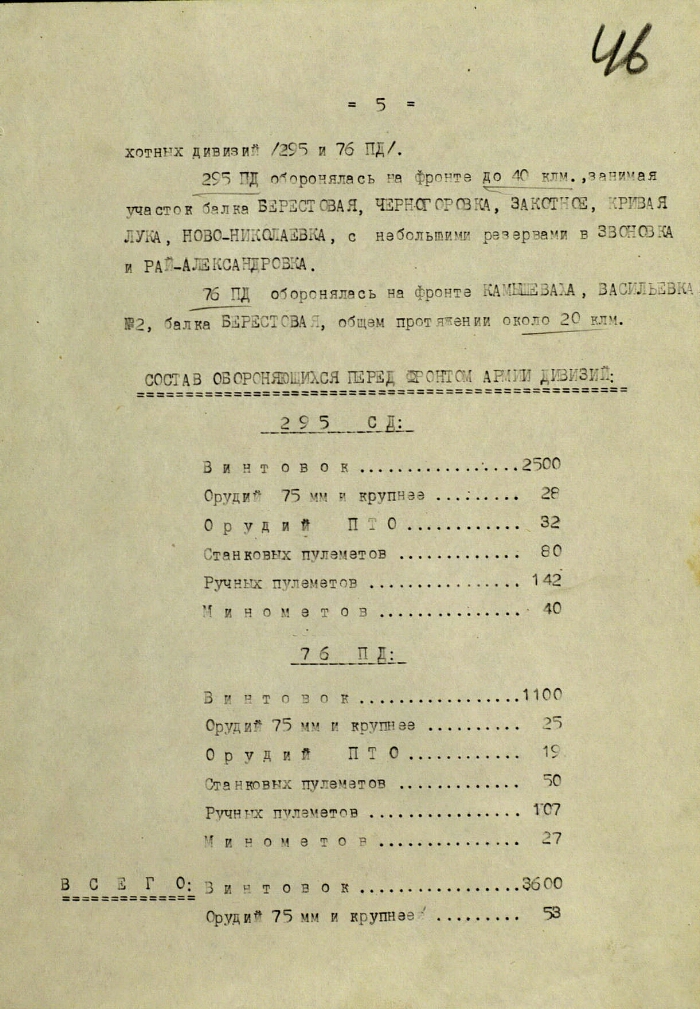 46
= 5 =
хотных дивизий /295 и 76 ПД/.
295 ПД оборонялась на фронте до 40 клм.,занимая
участок балка БЕРЕСТОВАЯ, ЧЕРНОГОРОВКА, ЗАКОТНОЕ, КРИВАЯ
ЛУКА, НОВО-НИКОЛАЕВКА, с небольшими резервами в ЗВОНОВКА
и РАЙ-АЛЕКСАНДРОВКА.
76 ПД оборонялась на фронте КАМЫШЕВАХА, ВАСИЛЬЕВКА
№2, балка БЕРЕСТОВАЯ, общем протяжении около 20 клм.
СОСТАВ ОБОРОНЯЮЩИХСЯ ПЕРЕД ФРОНТОМ АРМИИ ДИВИЗИЙ:
295 СД:
Винтовок...................2500
Орудий 75 мм и крупнее ......... 28
Орудий ПТО ............ 32
Станковых пулеметов ............. 80
Ручных пулеметов ................ 142
Минометов ............... 40
76 ПД:
Винтовок...................1100
Орудий 75 мм и крупнее .......... 25
Орудий ПТО ............ 19
Станковых пулеметов ............. 50
Ручных пулеметов ................ 107
Минометов ............... 27
ВСЕГО: Винтовок...................3600
Орудий 75 мм и крупнее ......... 53